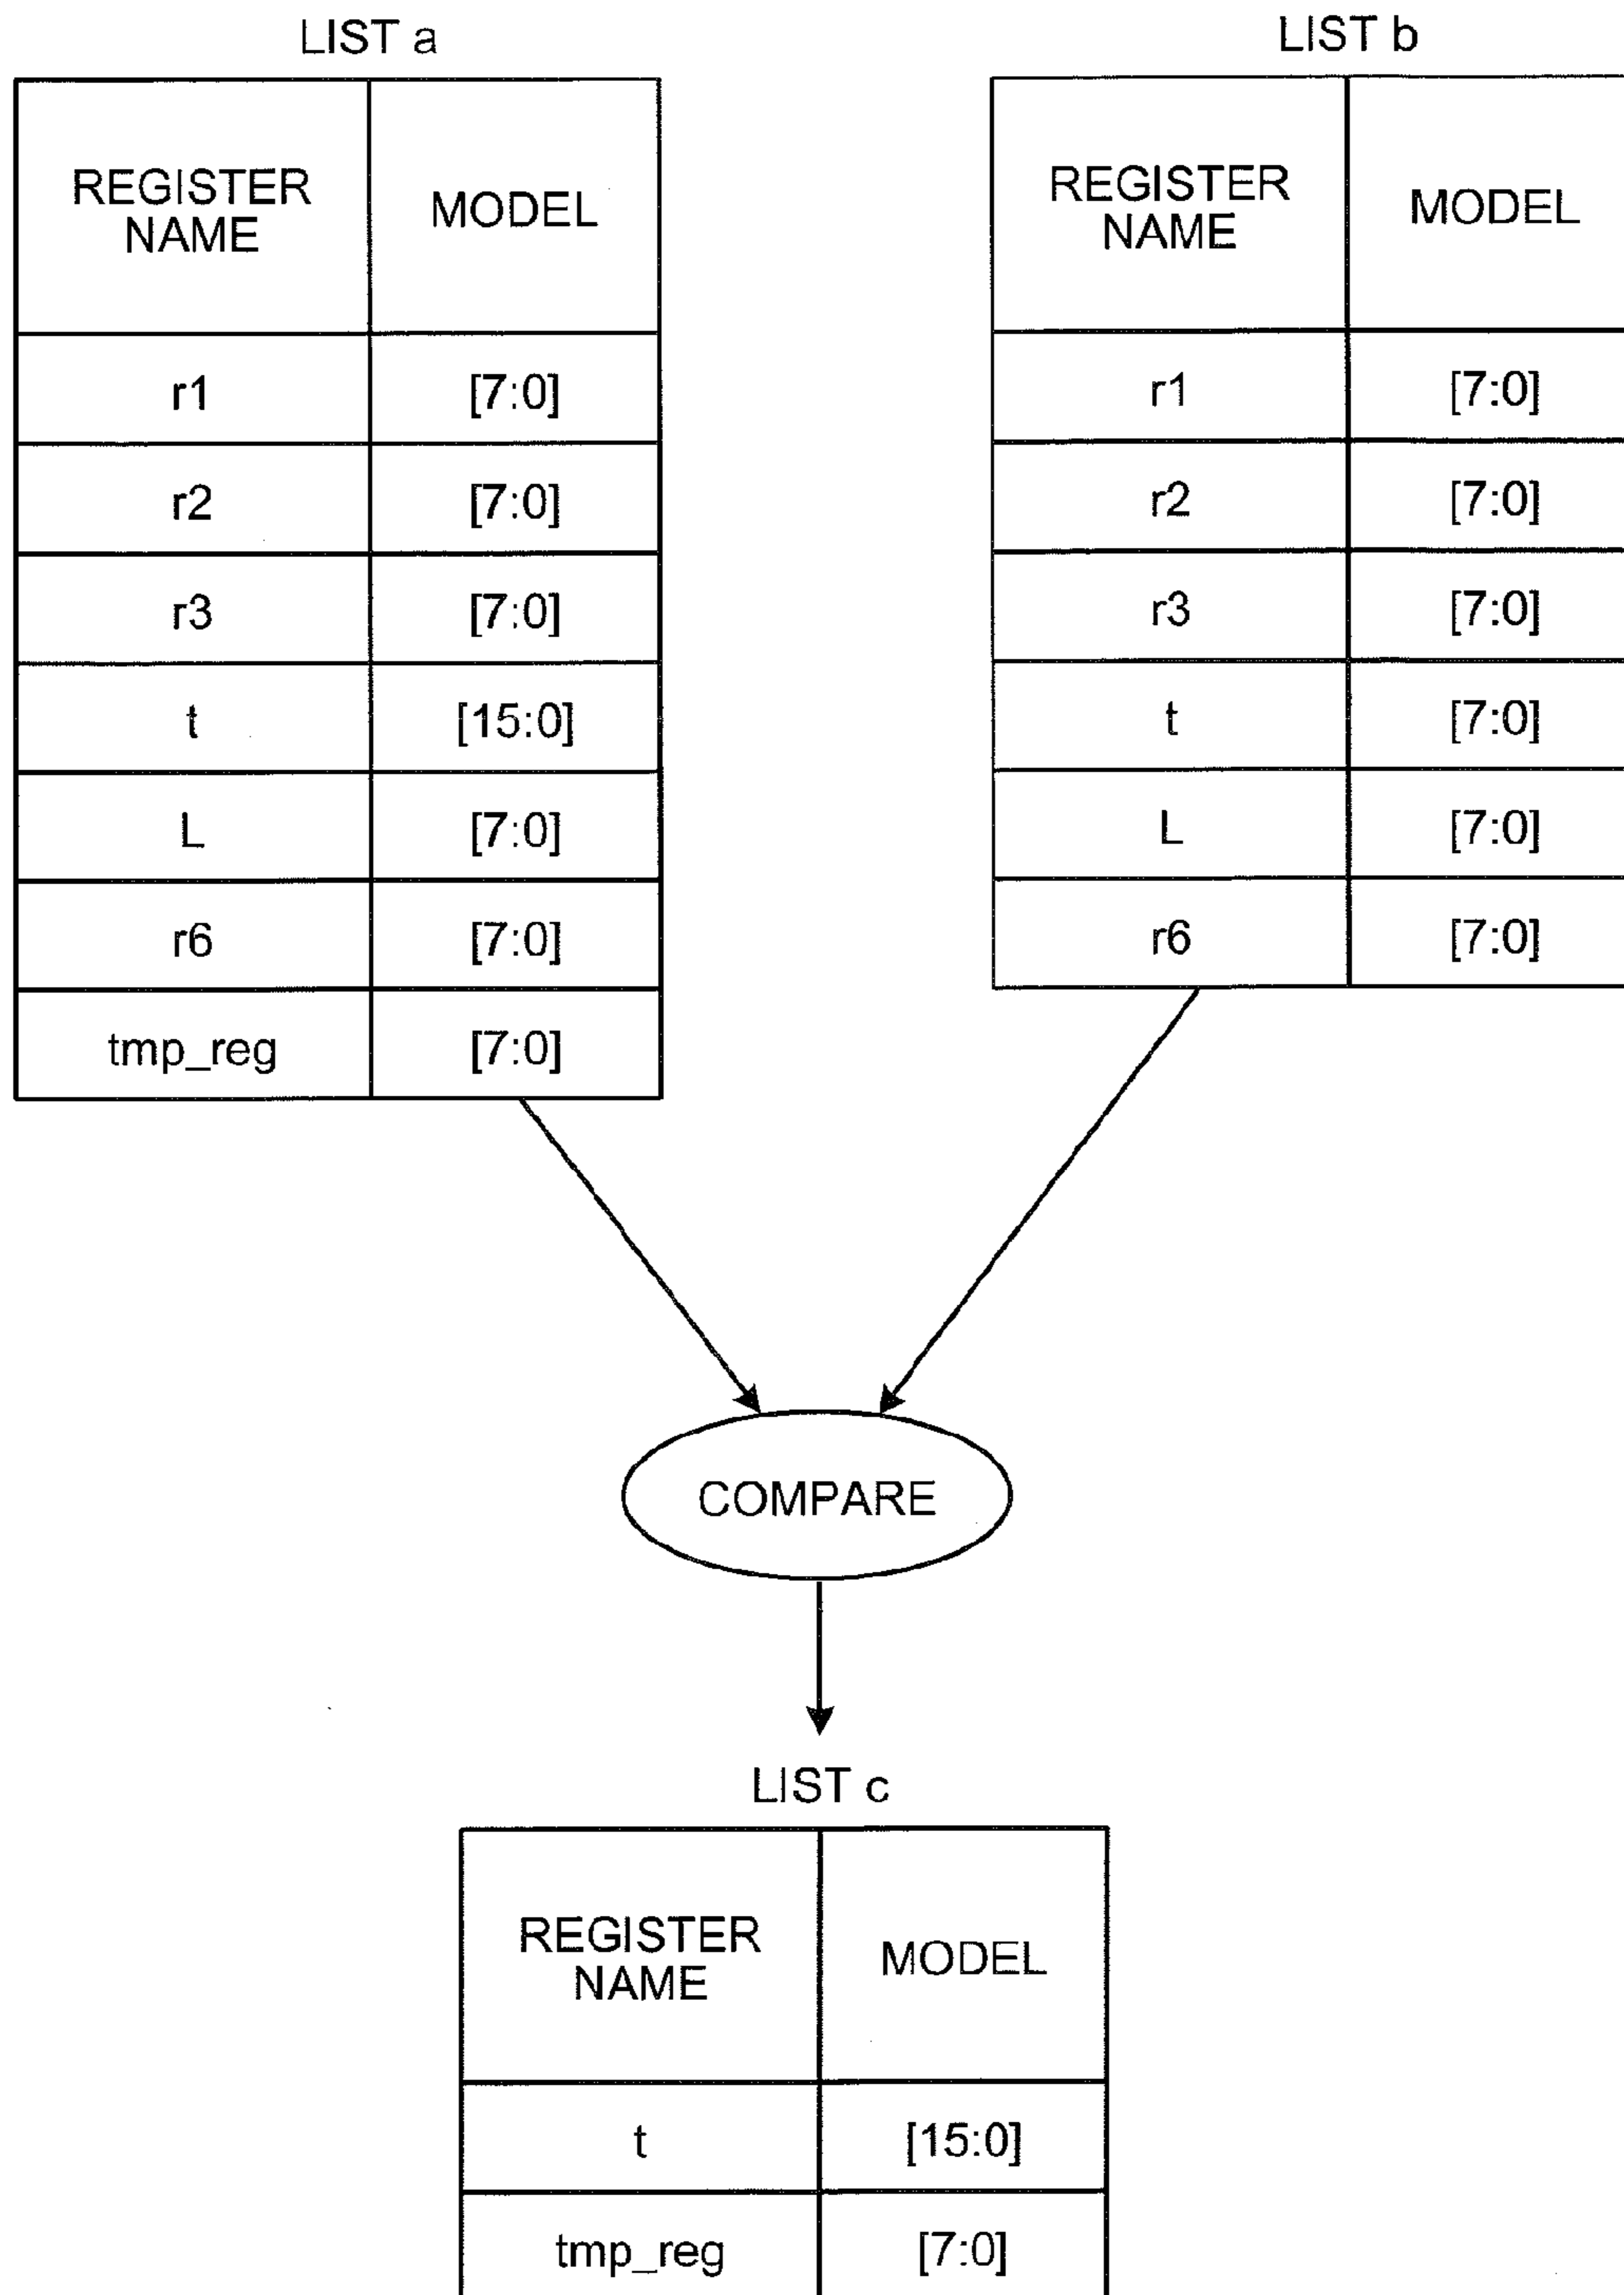 LIST a
REGISTER NAME MODEL
r1 [7:0]
r2 [7:0]
r3 [7:0]
t [15:0]
L [7:0]
r6 [7:0]
tmp_reg [7:0]
LIST b
REGISTER NAME MODEL
r1 [7:0]
r2 [7:0]
r3 [7:0]
t [7:0]
L [7:0]
r6 [7:0]
COMPARE
LIST c
REGISTER NAME MODEL
t [15:0]
tmp_reg [7:0]